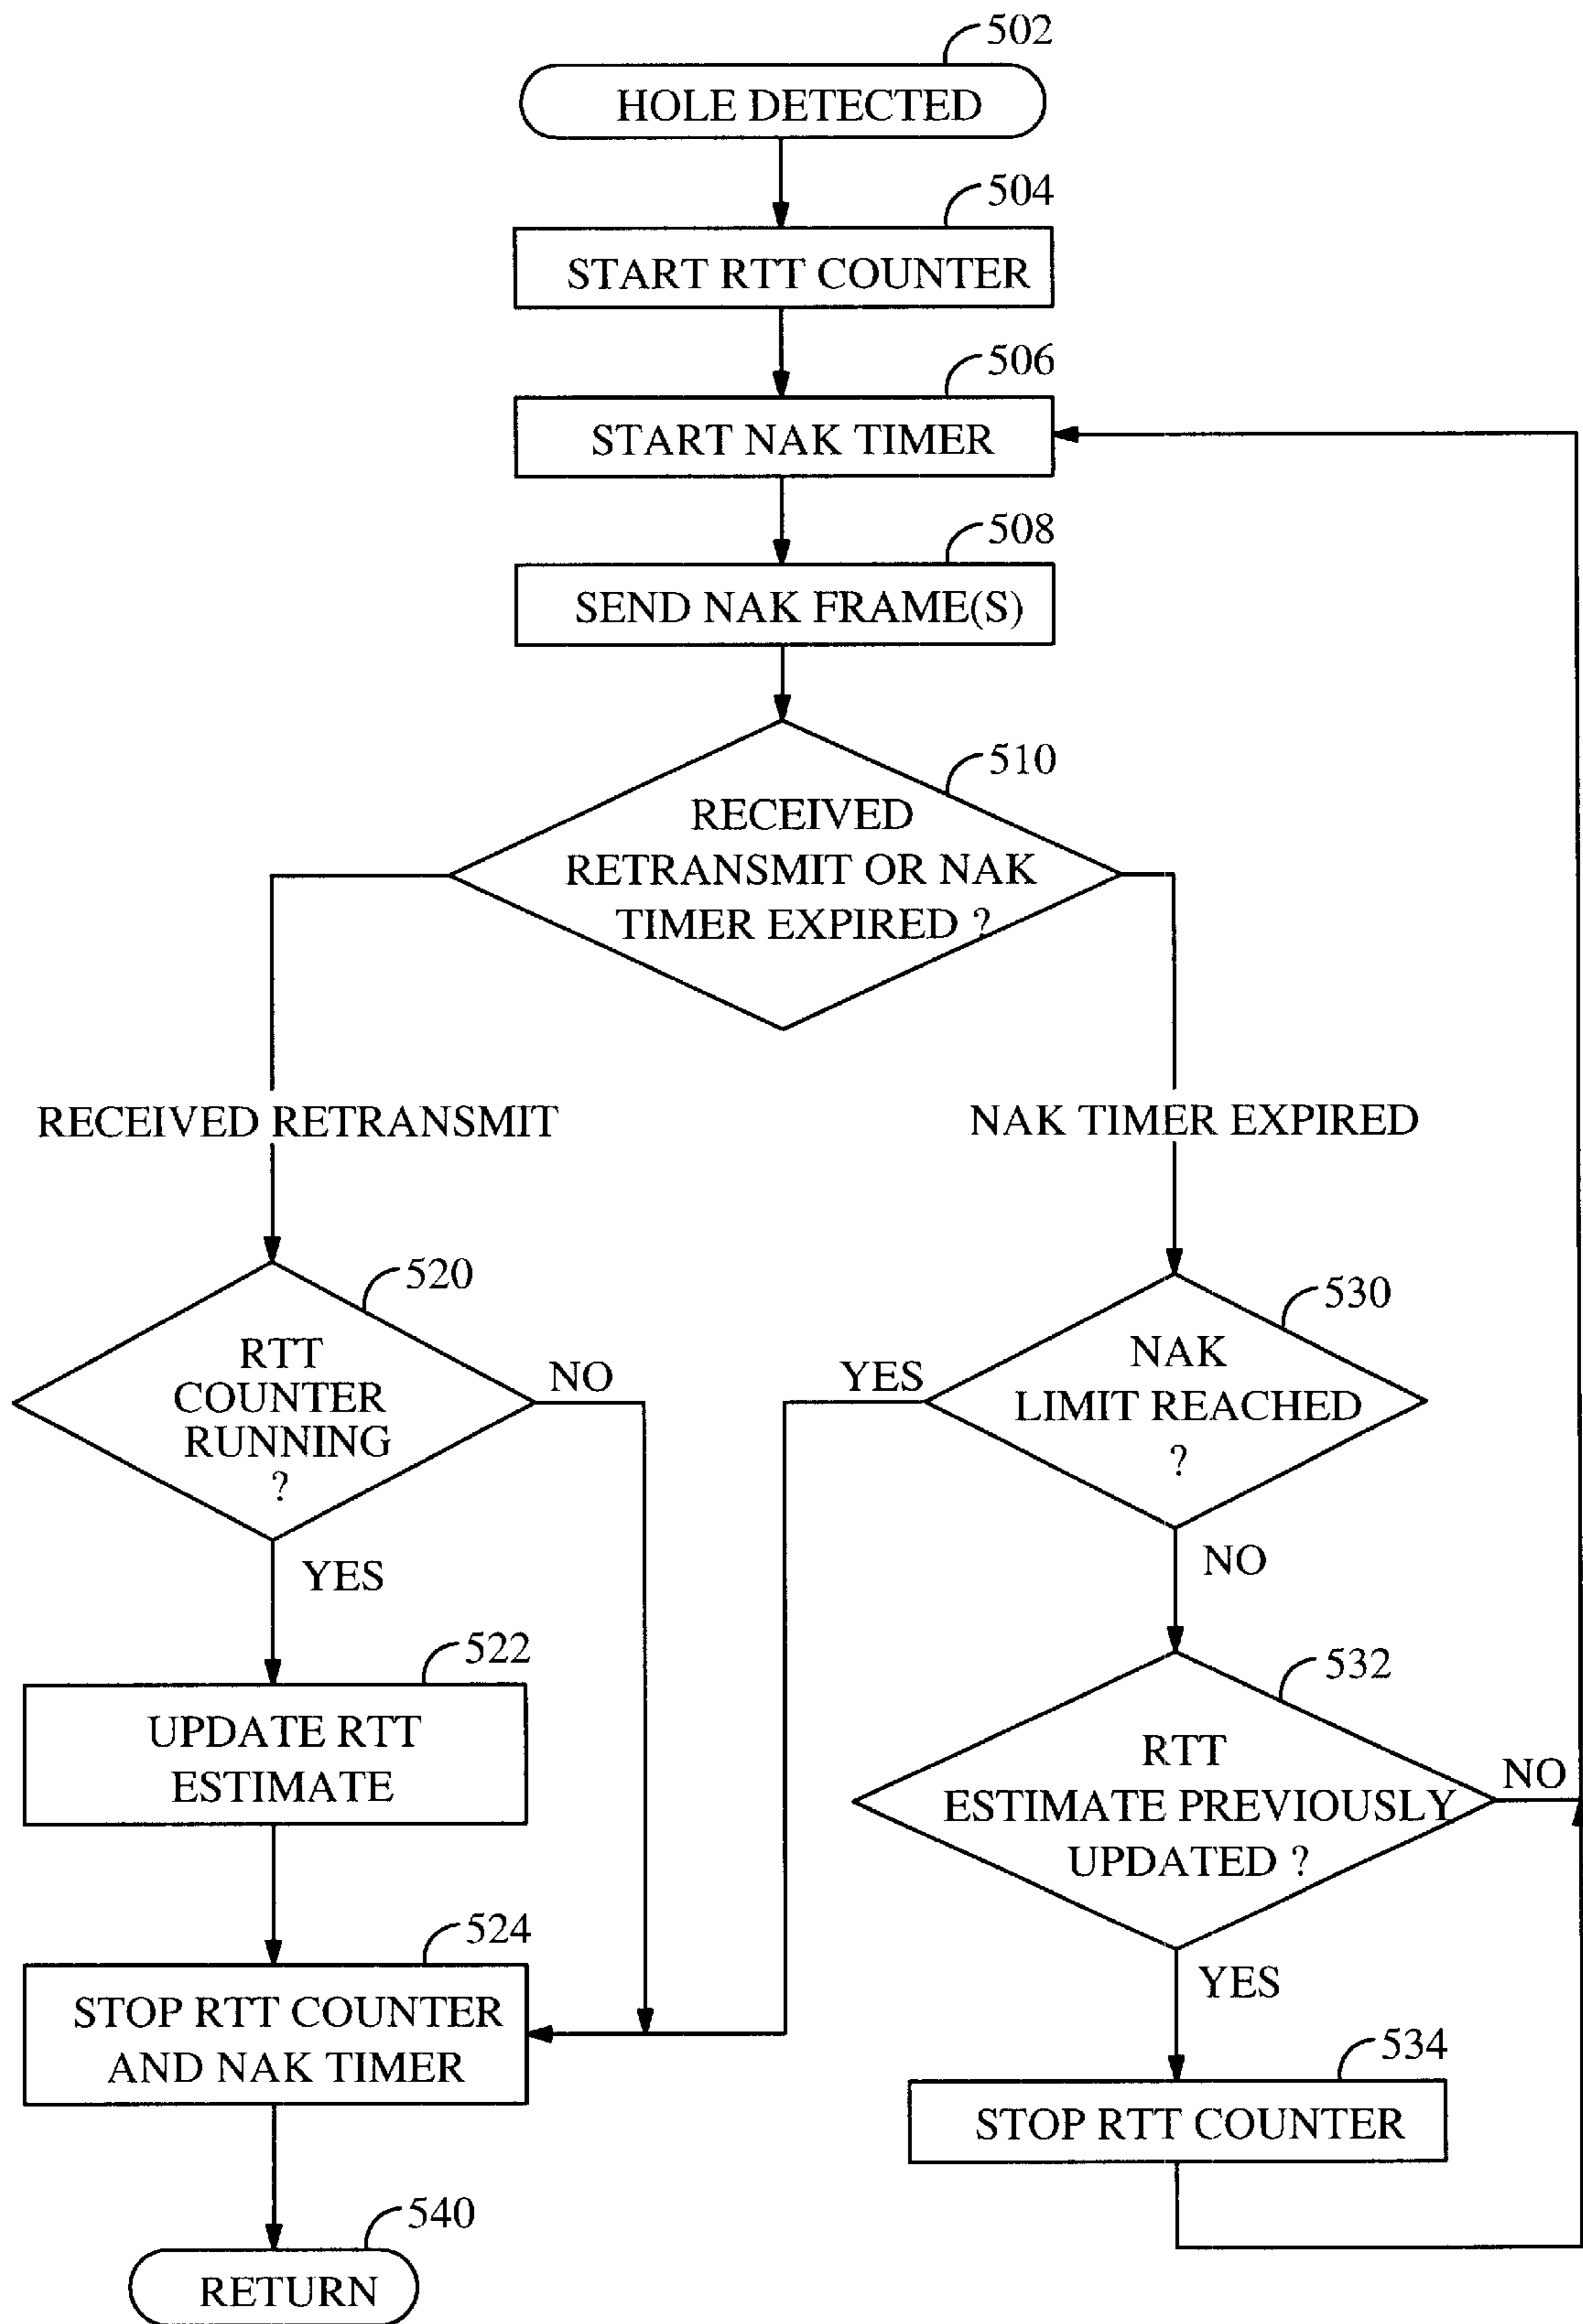 502
HOLE DETECTED
504
START RTT COUNTER
506
START NAK TIMER
508
SEND NAK FRAME(S)
510
RECEIVED
RETRANSMIT OR NAK
TIMER EXPIRED ?
RECEIVED RETRANSMIT
NAK TIMER EXPIRED
520
RTT
COUNTER
RUNNING
?
NO
YES
530
NAK
LIMIT REACHED
?
YES
NO
522
UPDATE RTT
ESTIMATE
532
RTT
ESTIMATE PREVIOUSLY
UPDATED ?
NO
YES
524
STOP RTT COUNTER
AND NAK TIMER
534
STOP RTT COUNTER
540
RETURN